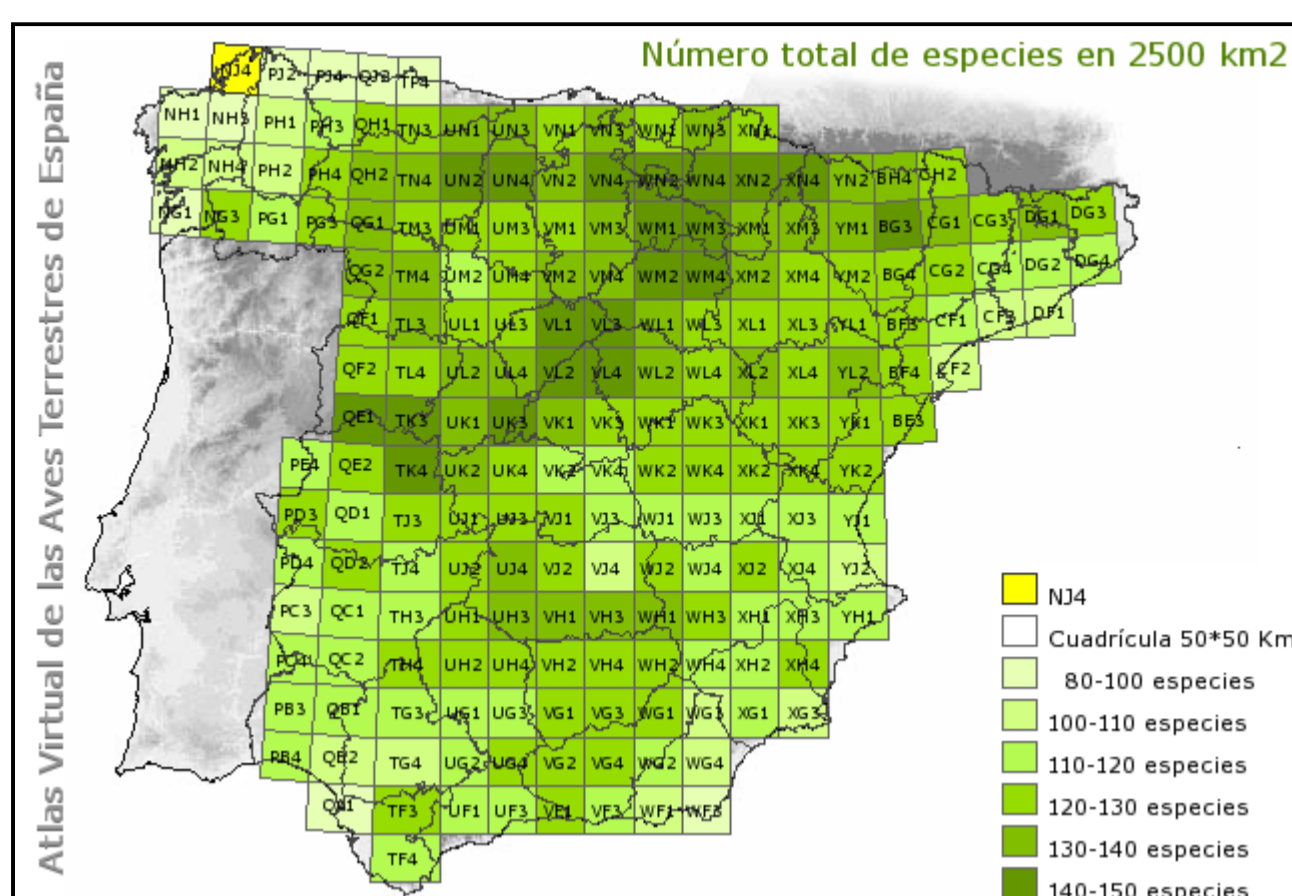 Atlas Virtual de las Aves Terrestres de España
Número total de especies en 2500 km2
NJ4 PJ2 PJ4 QJ2 TP4
NH1 NH3 PH1 PH3 QH1 TN3 UN1 UN3 VN1 VN3 WN1 WN3 XN1
NH2 NH4 PH2 PH4 QH2 TN4 UN2 UN4 VN2 VN4 WN2 WN4 XN2 XN4 YN2 BH4 CH2
NG1 NG3 PG1 PG3 QG1 TM3 UM1 UM3 VM1 VM3 WM1 WM3 XM1 XM3 YM1 BG3 CG1 CG3 DG1 DG3
QG2 TM4 UM2 UM4 VM2 VM4 WM2 WM4 XM2 XM4 YM2 BG4 CG2 CG4 DG2 DG4
QF1 TL3 UL1 UL3 VL1 VL3 WL1 WL3 XL1 XL3 YL1 BF3 CF1 CF3 DF1
QF2 TL4 UL2 UL4 VL2 VL4 WL2 WL4 XL2 XL4 YL2 BF4 CF2
QE1 TK3 UK1 UK3 VK1 VK3 WK1 WK3 XK1 XK3 YK1 BE3
PE4 QE2 TK4 UK2 UK4 VK2 VK4 WK2 WK4 XK2 XK4 YK2
PD3 QD1 TJ3 UJ1 UJ3 VJ1 VJ3 WJ1 WJ3 XJ1 XJ3 YJ1
PD4 QD2 TJ4 UJ2 UJ4 VJ2 VJ4 WJ2 WJ4 XJ2 XJ4 YJ2
PC3 QC1 TH3 UH1 UH3 VH1 VH3 WH1 WH3 XH1 XH3 YH1
PC4 QC2 TH4 UH2 UH4 VH2 VH4 WH2 WH4 XH2 XH4
PB3 QB1 TG3 UG1 UG3 VG1 VG3 WG1 WG3 XG1 XG3
PB4 QB2 TG4 UG2 UG4 VG2 VG4 WG2 WG4
QA1 TF3 UF1 UF3 VF1 VF3 WF1 WF3
TF4
NJ4
Cuadrícula 50*50 Km
80-100 especies
100-110 especies
110-120 especies
120-130 especies
130-140 especies
140-150 especies